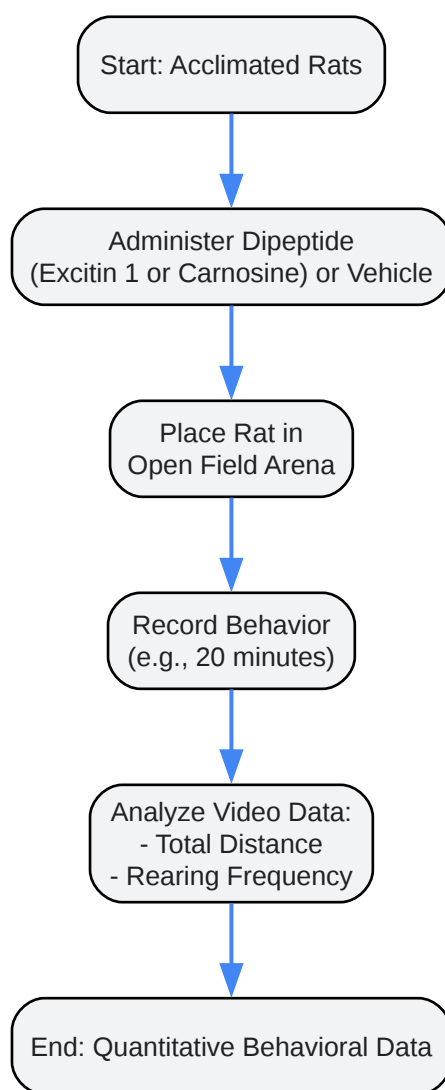 Start: Acclimated Rats
Administer Dipeptide
(Excitin 1 or Carnosine) or Vehicle
Place Rat in
Open Field Arena
Record Behavior
(e.g., 20 minutes)
Analyze Video Data:
- Total Distance
- Rearing Frequency
End: Quantitative Behavioral Data